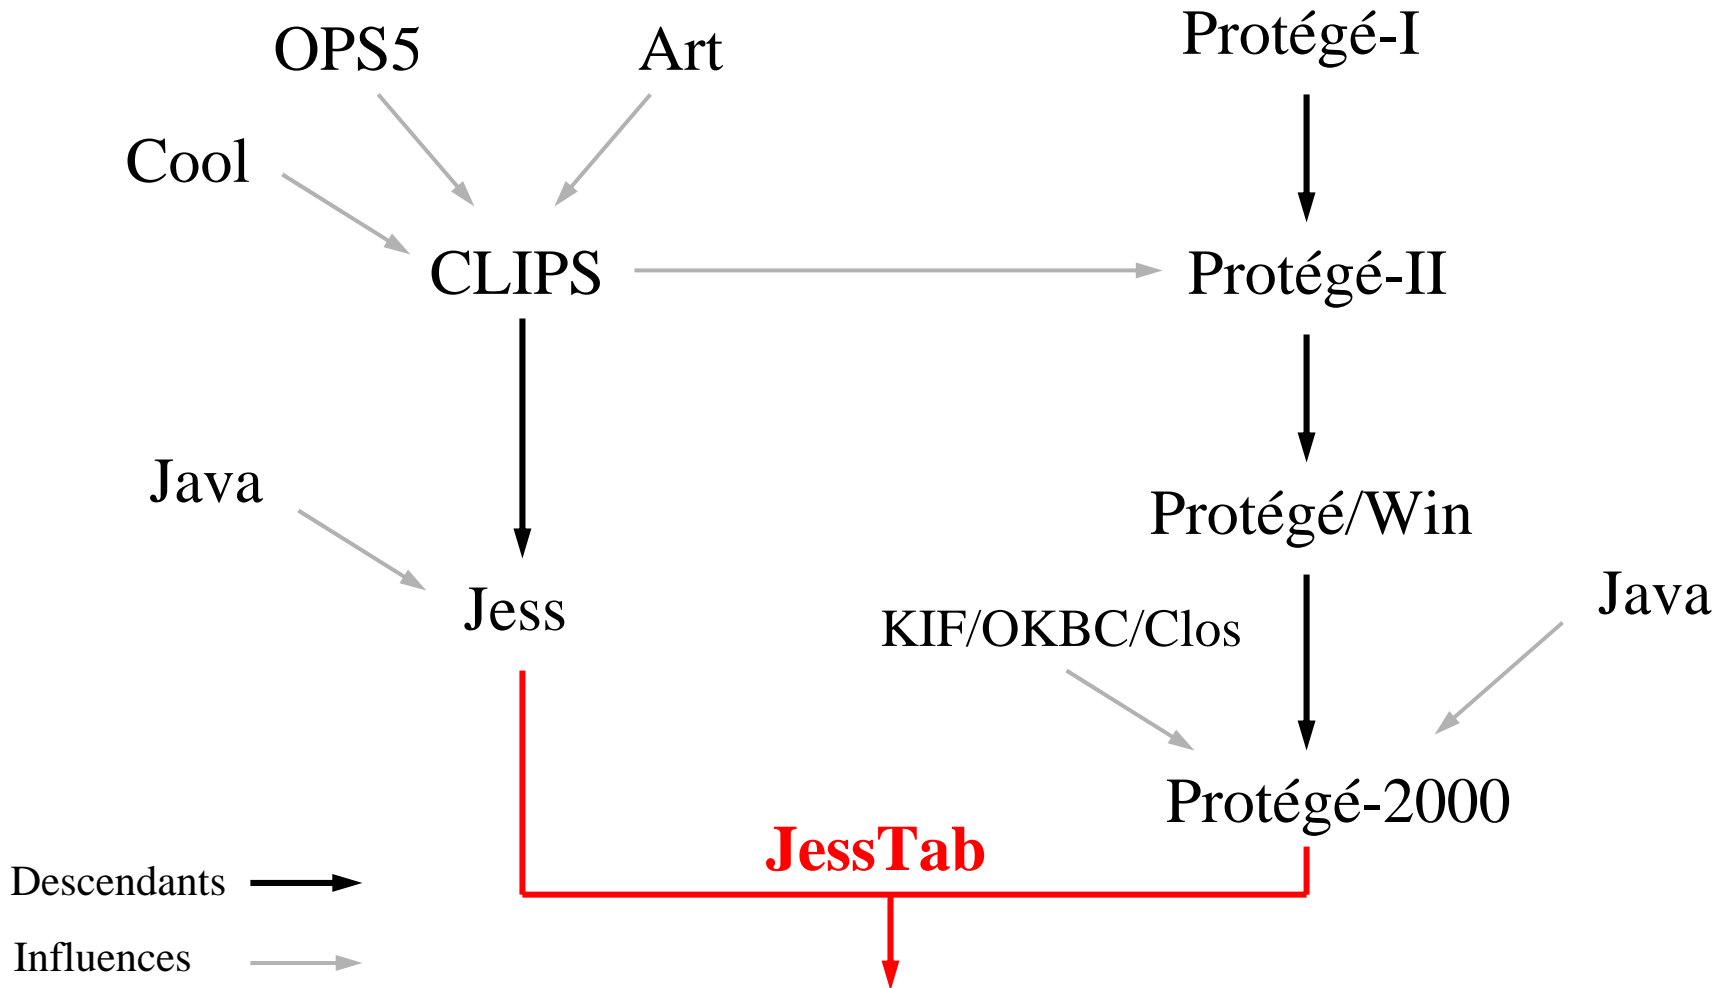 OPS5
Art
Protégé-I
Cool
CLIPS
Protégé-II
Java
Protégé/Win
Jess
KIF/OKBC/Clos
Java
Protégé-2000
JessTab
Descendants
Influences